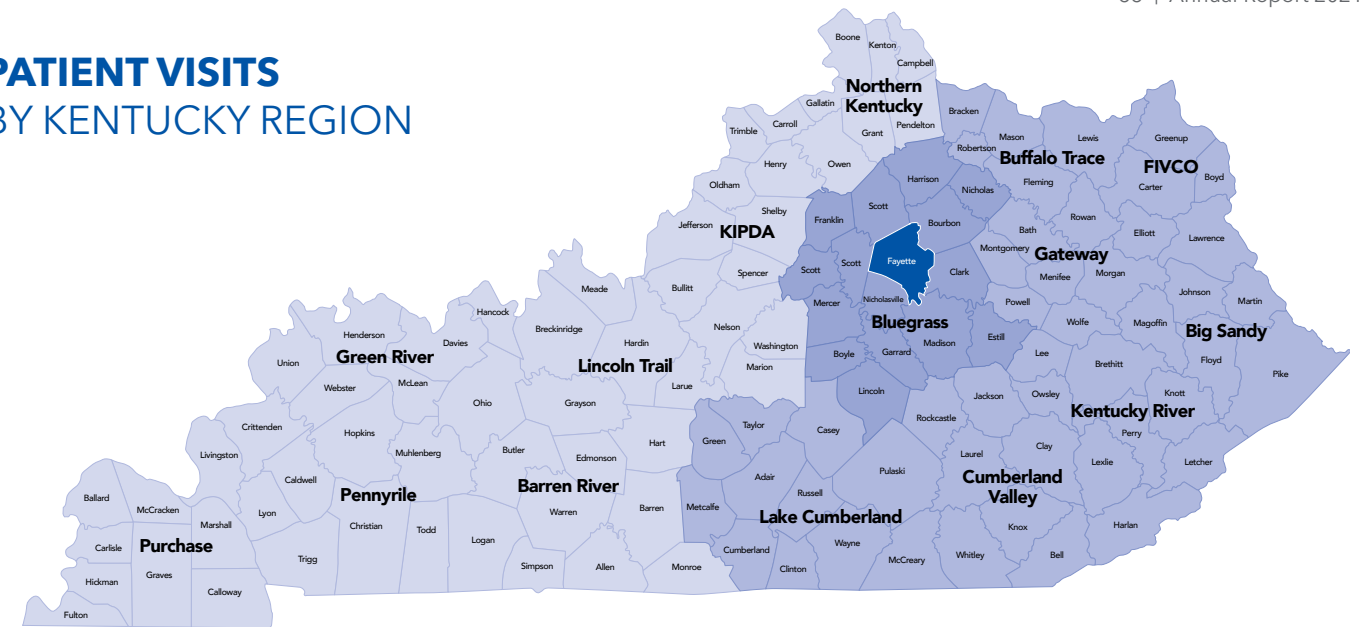 Annual Report 2021
PATIENT VISITS
BY KENTUCKY REGION
Boone
Kenton
Campbell
Northern
Kentucky
Gallatin
Carroll
Trimble
Grant
Pendelton
Bracken
Mason
Lewis
Greenup
Robertson
Buffalo Trace
FIVCO
Henry
Owen
Harrison
Nicholas
Fleming
Carter
Boyd
Oldham
Shelby
Scott
Franklin
Bourbon
Rowan
Bath
Elliott
Lawrence
Jefferson
KIPDA
Montgomery
Gateway
Fayette
Scott
Scott
Clark
Menifee
Morgan
Spencer
Bullitt
Meade
Johnson
Martin
Mercer
Nicholasville
Powell
Bluegrass
Wolfe
Magoffin
Big Sandy
Hancock
Breckinridge
Nelson
Washington
Henderson
Davies
Hardin
Green River
Madison
Estill
Boyle
Garrard
Lee
Brethitt
Floyd
Pike
Union
Lincoln Trail
Marion
Webster
McLean
Larue
Lincoln
Jackson
Owsley
Knott
Ohio
Grayson
Kentucky River
Rockcastle
Perry
Crittenden
Hopkins
Taylor
Casey
Green
Hart
Livingston
Muhlenberg
Butler
Edmonson
Laurel
Clay
Lexlie
Letcher
Caldwell
Pulaski
Adair
Cumberland
Valley
Pennyrile
Barren River
Russell
Ballard
McCracken
Lyon
Warren
Barren
Metcalfe
Lake Cumberland
Marshall
Christian
Todd
Knox
Harlan
Carlisle
Purchase
Logan
Cumberland
Wayne
Whitley
Bell
Trigg
Simpson
Allen
Monroe
Clinton
McCreary
Hickman
Graves
Calloway
Fulton